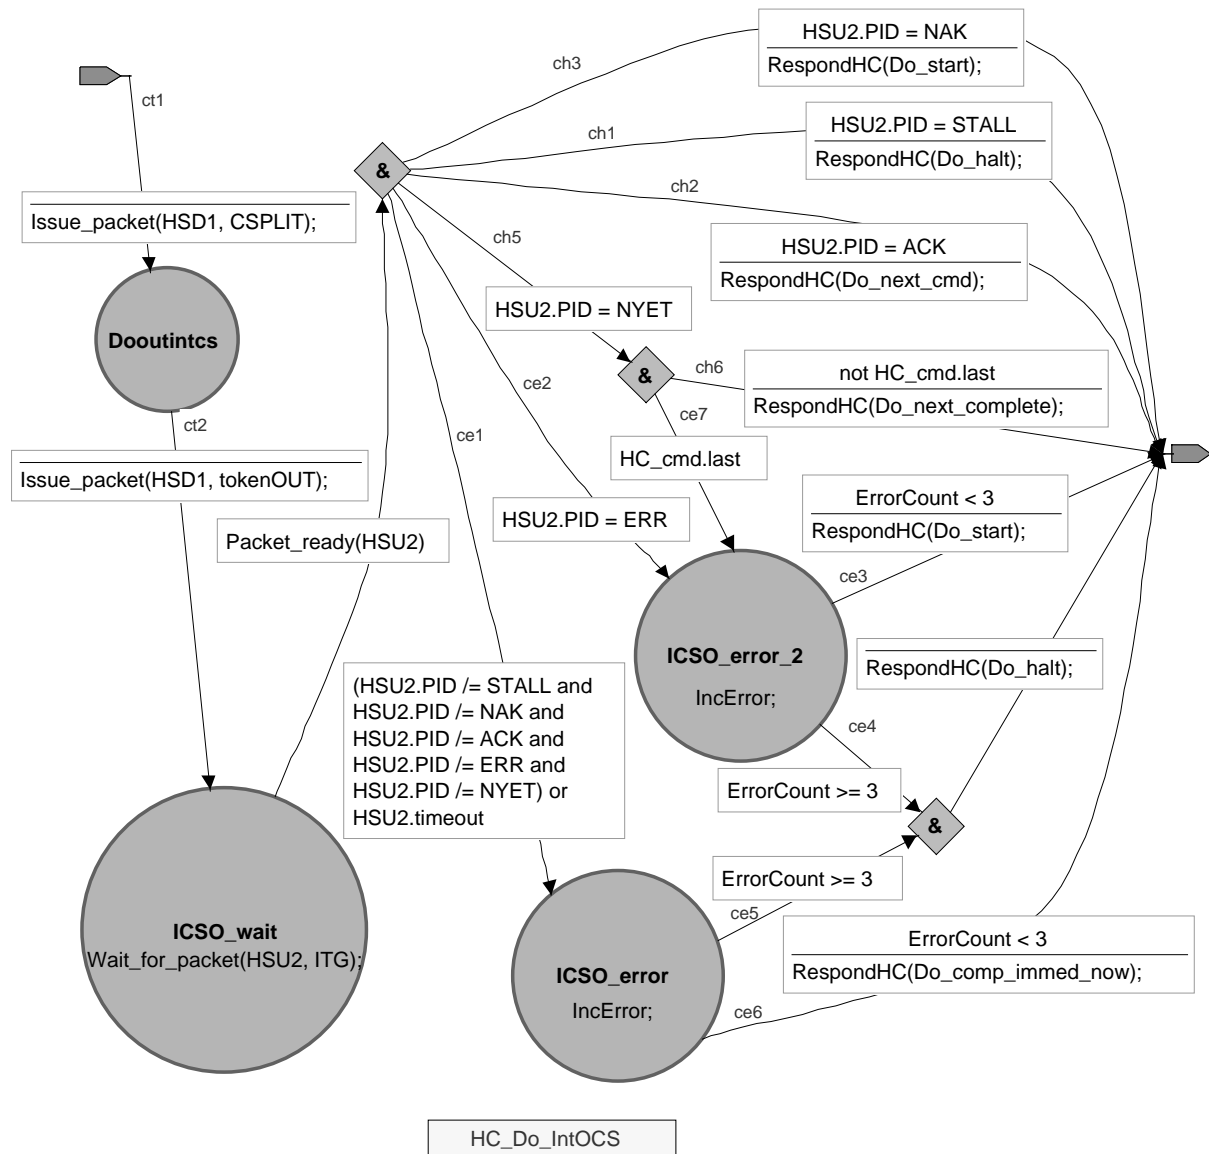 HSU2.PID = NAK
RespondHC(Do_start);
ch3
ct1
HSU2.PID = STALL
RespondHC(Do_halt);
ch1
&
ch2
Issue_packet(HSD1, CSPLIT);
ch5
HSU2.PID = ACK
RespondHC(Do_next_cmd);
HSU2.PID = NYET
Dooutintcs
not HC_cmd.last
RespondHC(Do_next_complete);
ch6
&
ce2
ce7
ct2
ce1
HC_cmd.last
Issue_packet(HSD1, tokenOUT);
ErrorCount < 3
RespondHC(Do_start);
HSU2.PID = ERR
Packet_ready(HSU2)
ce3
ICSO_error_2
IncError;
RespondHC(Do_halt);
(HSU2.PID /= STALL and
HSU2.PID /= NAK and
HSU2.PID /= ACK and
HSU2.PID /= ERR and
HSU2.PID /= NYET) or
HSU2.timeout
ce4
ErrorCount >= 3
&
ErrorCount >= 3
ce5
ICSO_wait
Wait_for_packet(HSU2, ITG);
ErrorCount < 3
RespondHC(Do_comp_immed_now);
ICSO_error
IncError;
ce6
HC_Do_IntOCS